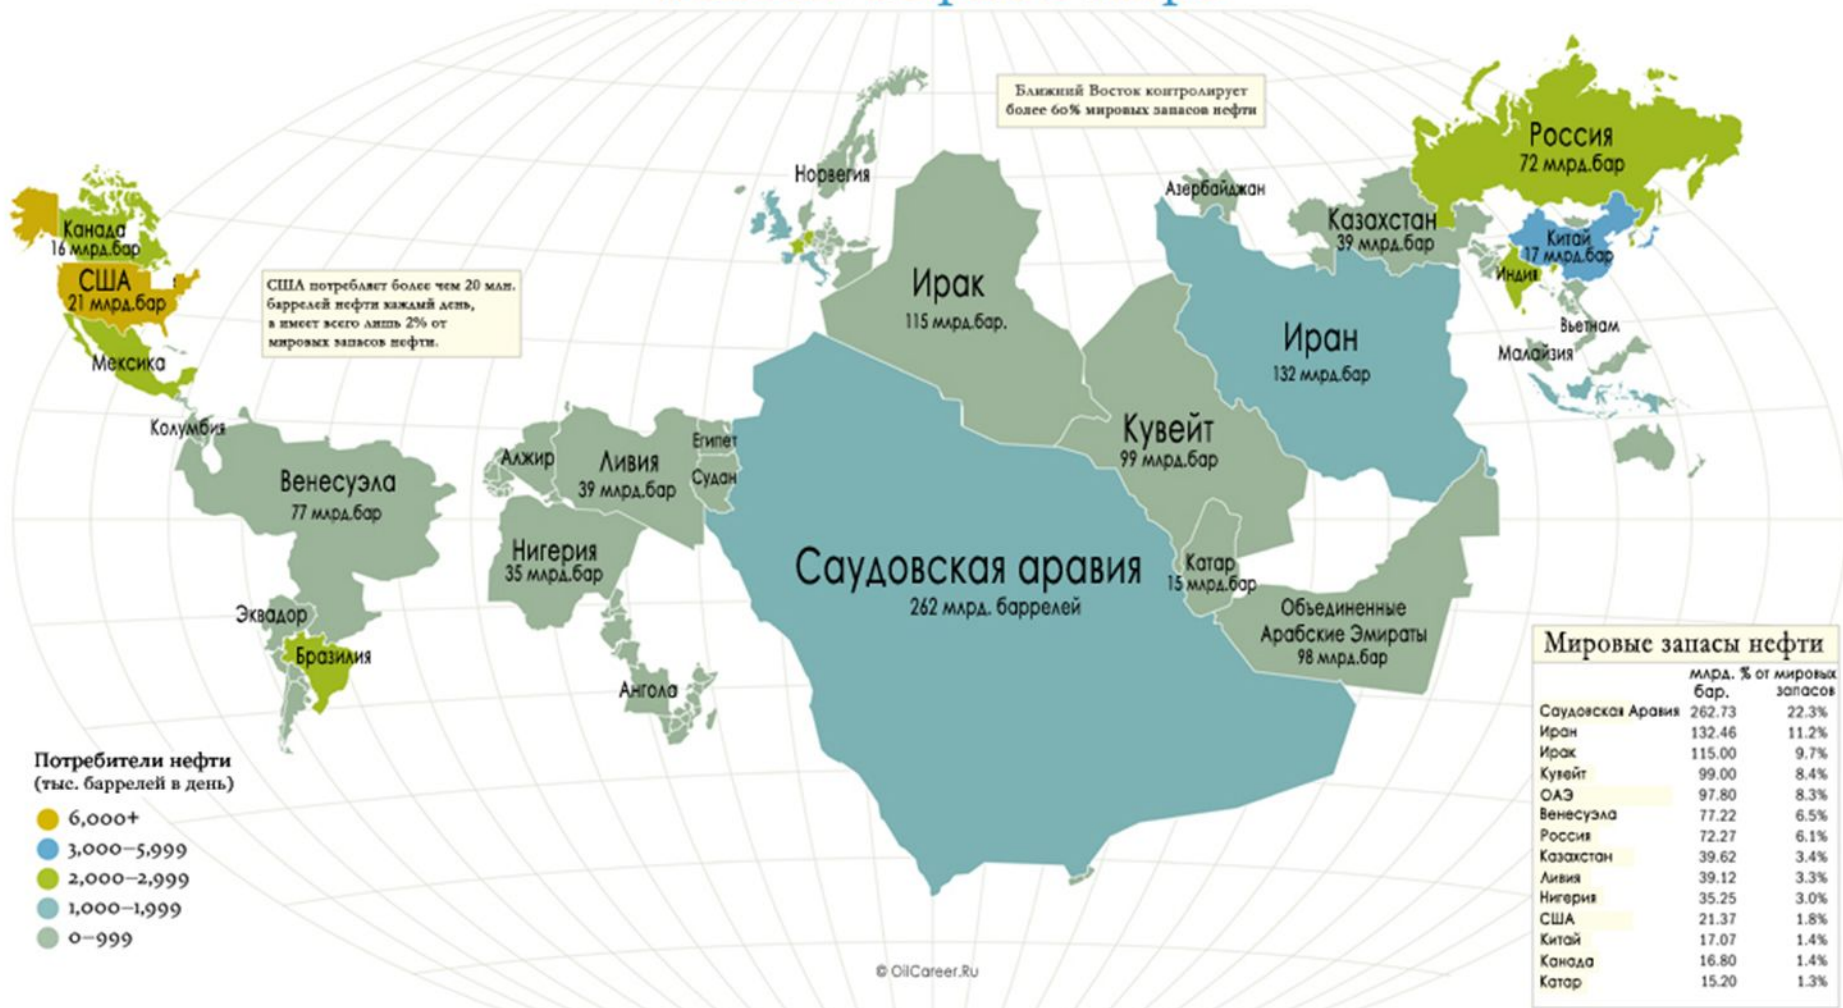 Ближний Восток контролирует
более 60% мировых запасов нефти
Россия
72 млрд.бар
Норвегия
Азербайджан
Казахстан
39 млрд.бар
Канада
16 млрд.бар
Китай
17 млрд.бар
США
21 млрд.бар
Индия
США потребляет более чем 20 млн.
баррелей нефти каждый день,
а имеет всего лишь 2% от
мировых запасов нефти.
Ирак
115 млрд.бар.
Иран
132 млрд.бар
Вьетнам
Малайзия
Мексика
Колумбия
Кувейт
99 млрд.бар
Египет
Алжир
Ливия
39 млрд.бар
Судан
Венесуэла
77 млрд.бар
Нигерия
35 млрд.бар
Саудовская аравия
262 млрд. баррелей
Катар
15 млрд.бар
Объединенные
Арабские Эмираты
98 млрд.бар
Эквадор
Бразилия
Ангола
Мировые запасы нефти
млрд. % от мировых
бар. запасов
Саудовская Аравия 262.73 22.3%
Иран 132.46 11.2%
Ирак 115.00 9.7%
Кувейт 99.00 8.4%
ОАЭ 97.80 8.3%
Венесуэла 77.22 6.5%
Россия 72.27 6.1%
Казахстан 39.62 3.4%
Ливия 39.12 3.3%
Нигерия 35.25 3.0%
США 21.37 1.8%
Китай 17.07 1.4%
Канада 16.80 1.4%
Катар 15.20 1.3%
Потребители нефти
(тыс. баррелей в день)
6,000+
3,000–5,999
2,000–2,999
1,000–1,999
0–999
© OilCareer.Ru